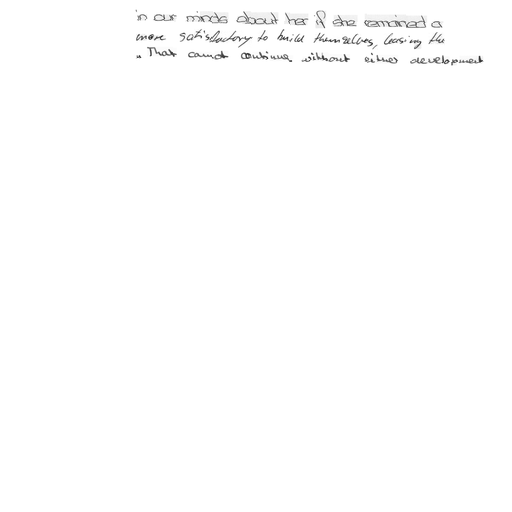 in our minds about her if she remained a
more satisfactory to build themselves, leasing the
" That cannot continue without either development